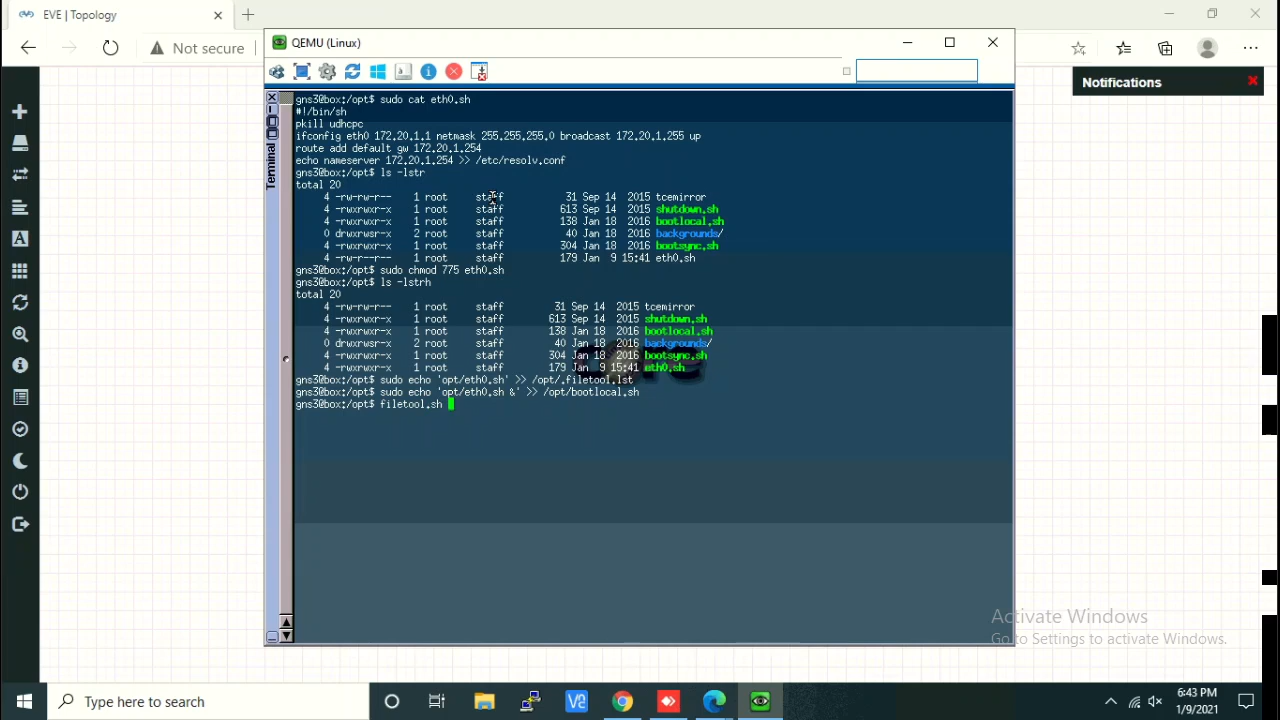 EVE | Topology
Not secure
QEMU (Linux)
Notifications
Terminal
gns3@box:/opt$ sudo cat eth0.sh
#!/bin/sh
pkill udhcpc
ifconfig eth0 172.20.1.1 netmask 255.255.255.0 broadcast 172.20.1.255 up
route add default gw 172.20.1.254
echo nameserver 172.20.1.254 >> /etc/resolv.conf
gns3@box:/opt$ ls -lstr
total 20
4 -rw-rw-r-- 1 root staff 31 Sep 14 2015 tcemirror
4 -rwxrwxr-x 1 root staff 613 Sep 14 2015 shutdown.sh
4 -rwxrwxr-x 1 root staff 138 Jan 18 2016 bootlocal.sh
0 drwxrwsr-x 2 root staff 40 Jan 18 2016 backgrounds/
4 -rwxrwxr-x 1 root staff 304 Jan 18 2016 bootsync.sh
4 -rw-r--r-- 1 root staff 179 Jan 9 15:41 eth0.sh
gns3@box:/opt$ sudo chmod 775 eth0.sh
gns3@box:/opt$ ls -lstrh
total 20
4 -rw-rw-r-- 1 root staff 31 Sep 14 2015 tcemirror
4 -rwxrwxr-x 1 root staff 613 Sep 14 2015 shutdown.sh
4 -rwxrwxr-x 1 root staff 138 Jan 18 2016 bootlocal.sh
0 drwxrwsr-x 2 root staff 40 Jan 18 2016 backgrounds/
4 -rwxrwxr-x 1 root staff 304 Jan 18 2016 bootsync.sh
4 -rwxrwxr-x 1 root staff 179 Jan 9 15:41 eth0.sh
gns3@box:/opt$ sudo echo 'opt/eth0.sh' >> /opt/.filetool.lst
gns3@box:/opt$ sudo echo 'opt/eth0.sh &' >> /opt/bootlocal.sh
gns3@box:/opt$ filetool.sh
Activate Windows
Go to Settings to activate Windows.
Type here to search
6:43 PM
1/9/2021